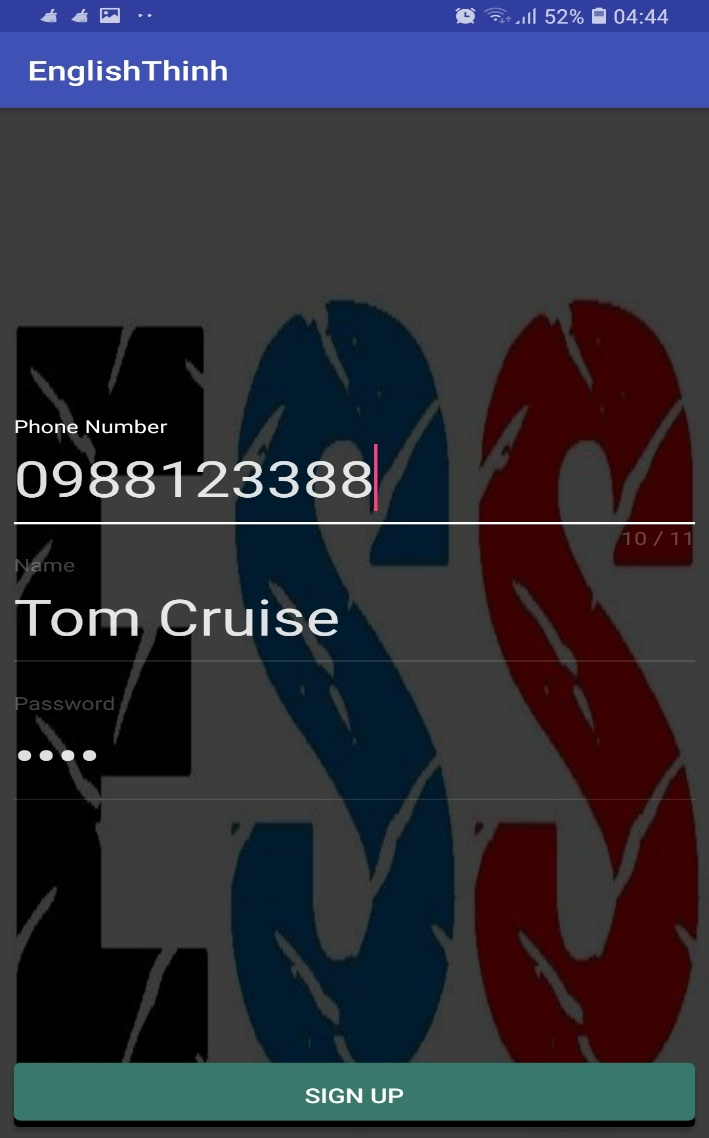 52% 04:44
EnglishThinh
Phone Number
0988123388
10 / 11
Name
Tom Cruise
Password
••••
SIGN UP